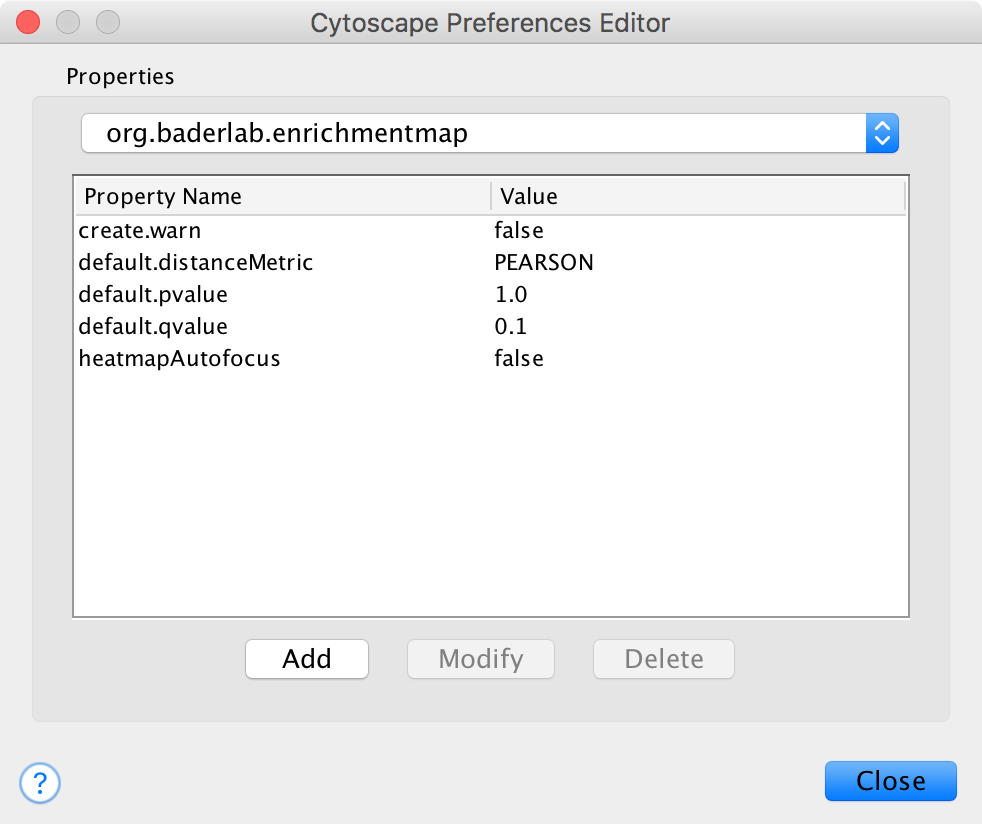 Cytoscape Preferences Editor
Properties
org.baderlab.enrichmentmap
Property Name Value
create.warn false
default.distanceMetric PEARSON
default.pvalue 1.0
default.qvalue 0.1
heatmapAutofocus false
Add Modify Delete
? Close